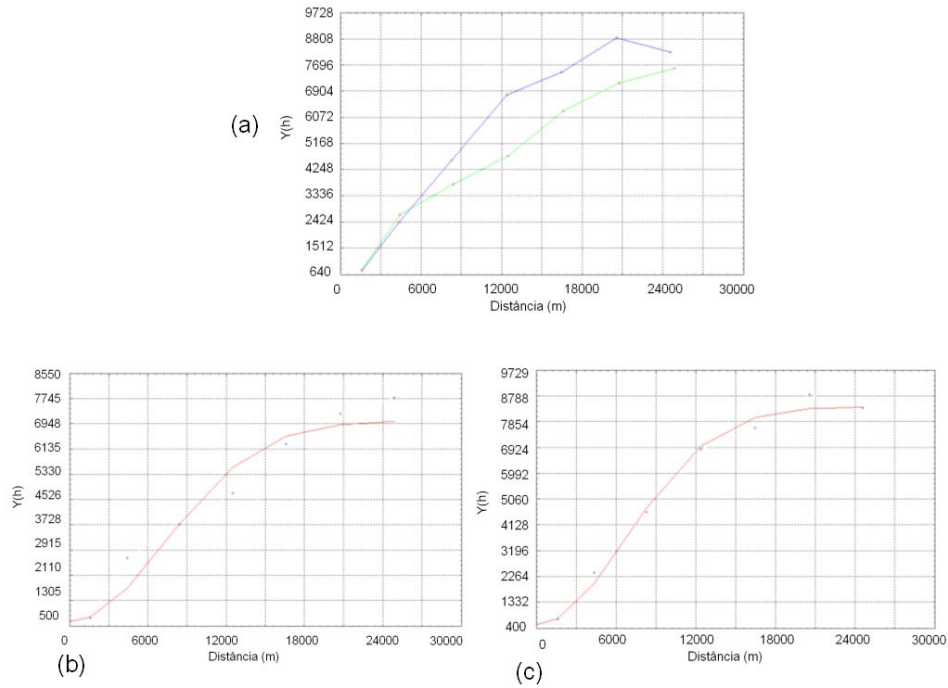 (a)
Y(h)
9728
8808
7696
6904
6072
5168
4248
3336
2424
1512
640
0 6000 12000 18000 24000 30000
Distância (m)
(b)
Y(h)
8550
7745
6948
6135
5330
4526
3728
2915
2110
1305
500
0 6000 12000 18000 24000 30000
Distância (m)
(c)
Y(h)
9729
8788
7854
6924
5992
5060
4128
3196
2264
1332
400
0 6000 12000 18000 24000 30000
Distância (m)